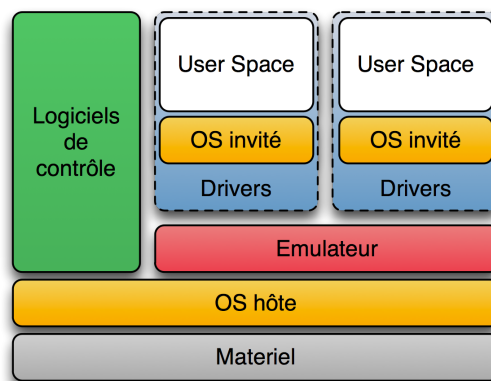 Logiciels
de
contrôle
User Space
OS invité
Drivers
User Space
OS invité
Drivers
Emulateur
OS hôte
Materiel